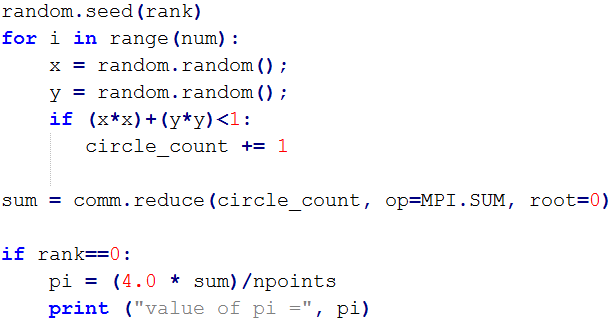 random.seed(rank)
for i in range(num):
    x = random.random();
    y = random.random();
    if (x*x)+(y*y)<1:
       circle_count += 1
sum = comm.reduce(circle_count, op=MPI.SUM, root=0)
if rank==0:
    pi = (4.0 * sum)/npoints
    print ("value of pi =", pi)